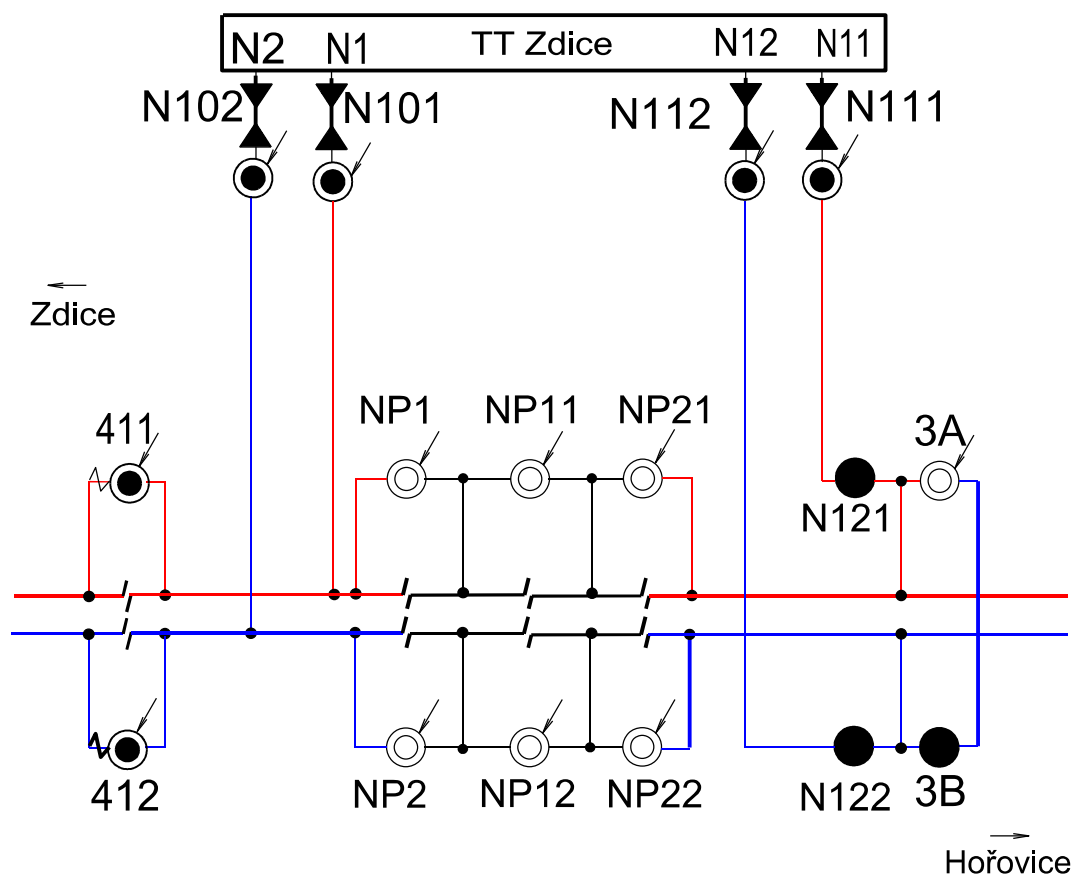 N2 N1 TT Zdice N12 N11
N102 N101 N112 N111
Zdice
411 NP1 NP11 NP21 3A
N121
412 NP2 NP12 NP22 N122 3B
Hořovice